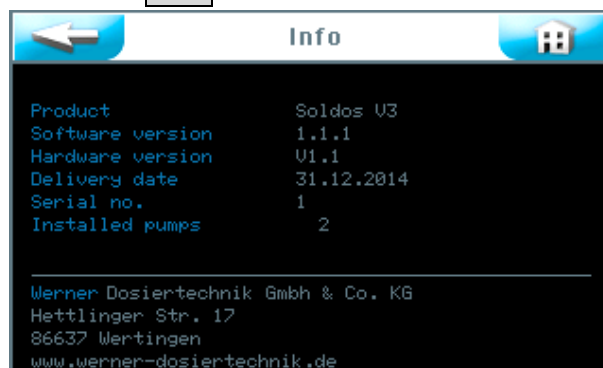 Info
Product Soldos V3
Software version 1.1.1
Hardware version V1.1
Delivery date 31.12.2014
Serial no. 1
Installed pumps 2
Werner Dosiertechnik Gmbh & Co. KG
Hettlinger Str. 17
86637 Wertingen
www.werner-dosiertechnik.de